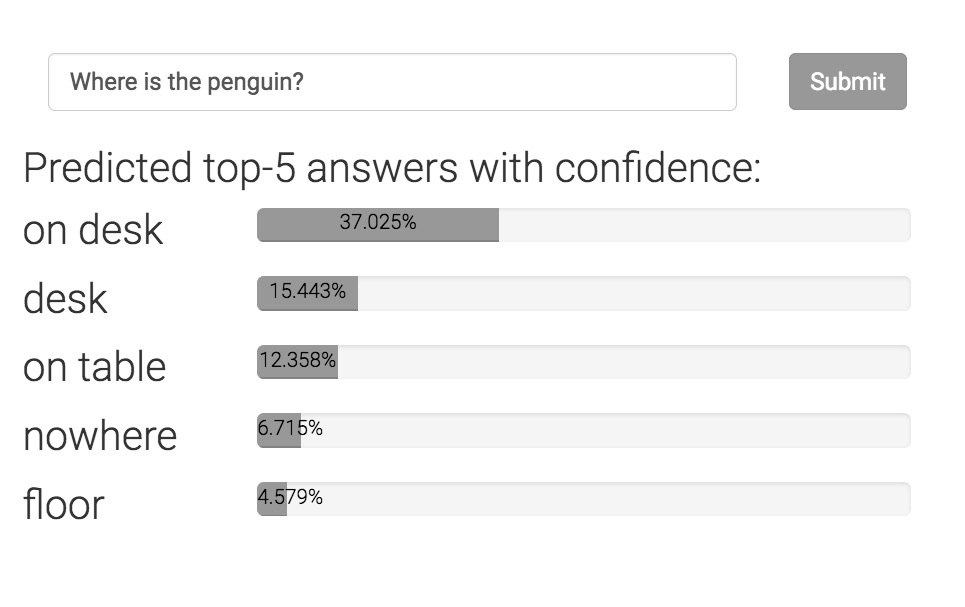 Where is the penguin?
Submit
Predicted top-5 answers with confidence:
on desk 37.025%
desk 15.443%
on table 12.358%
nowhere 6.715%
floor 4.579%